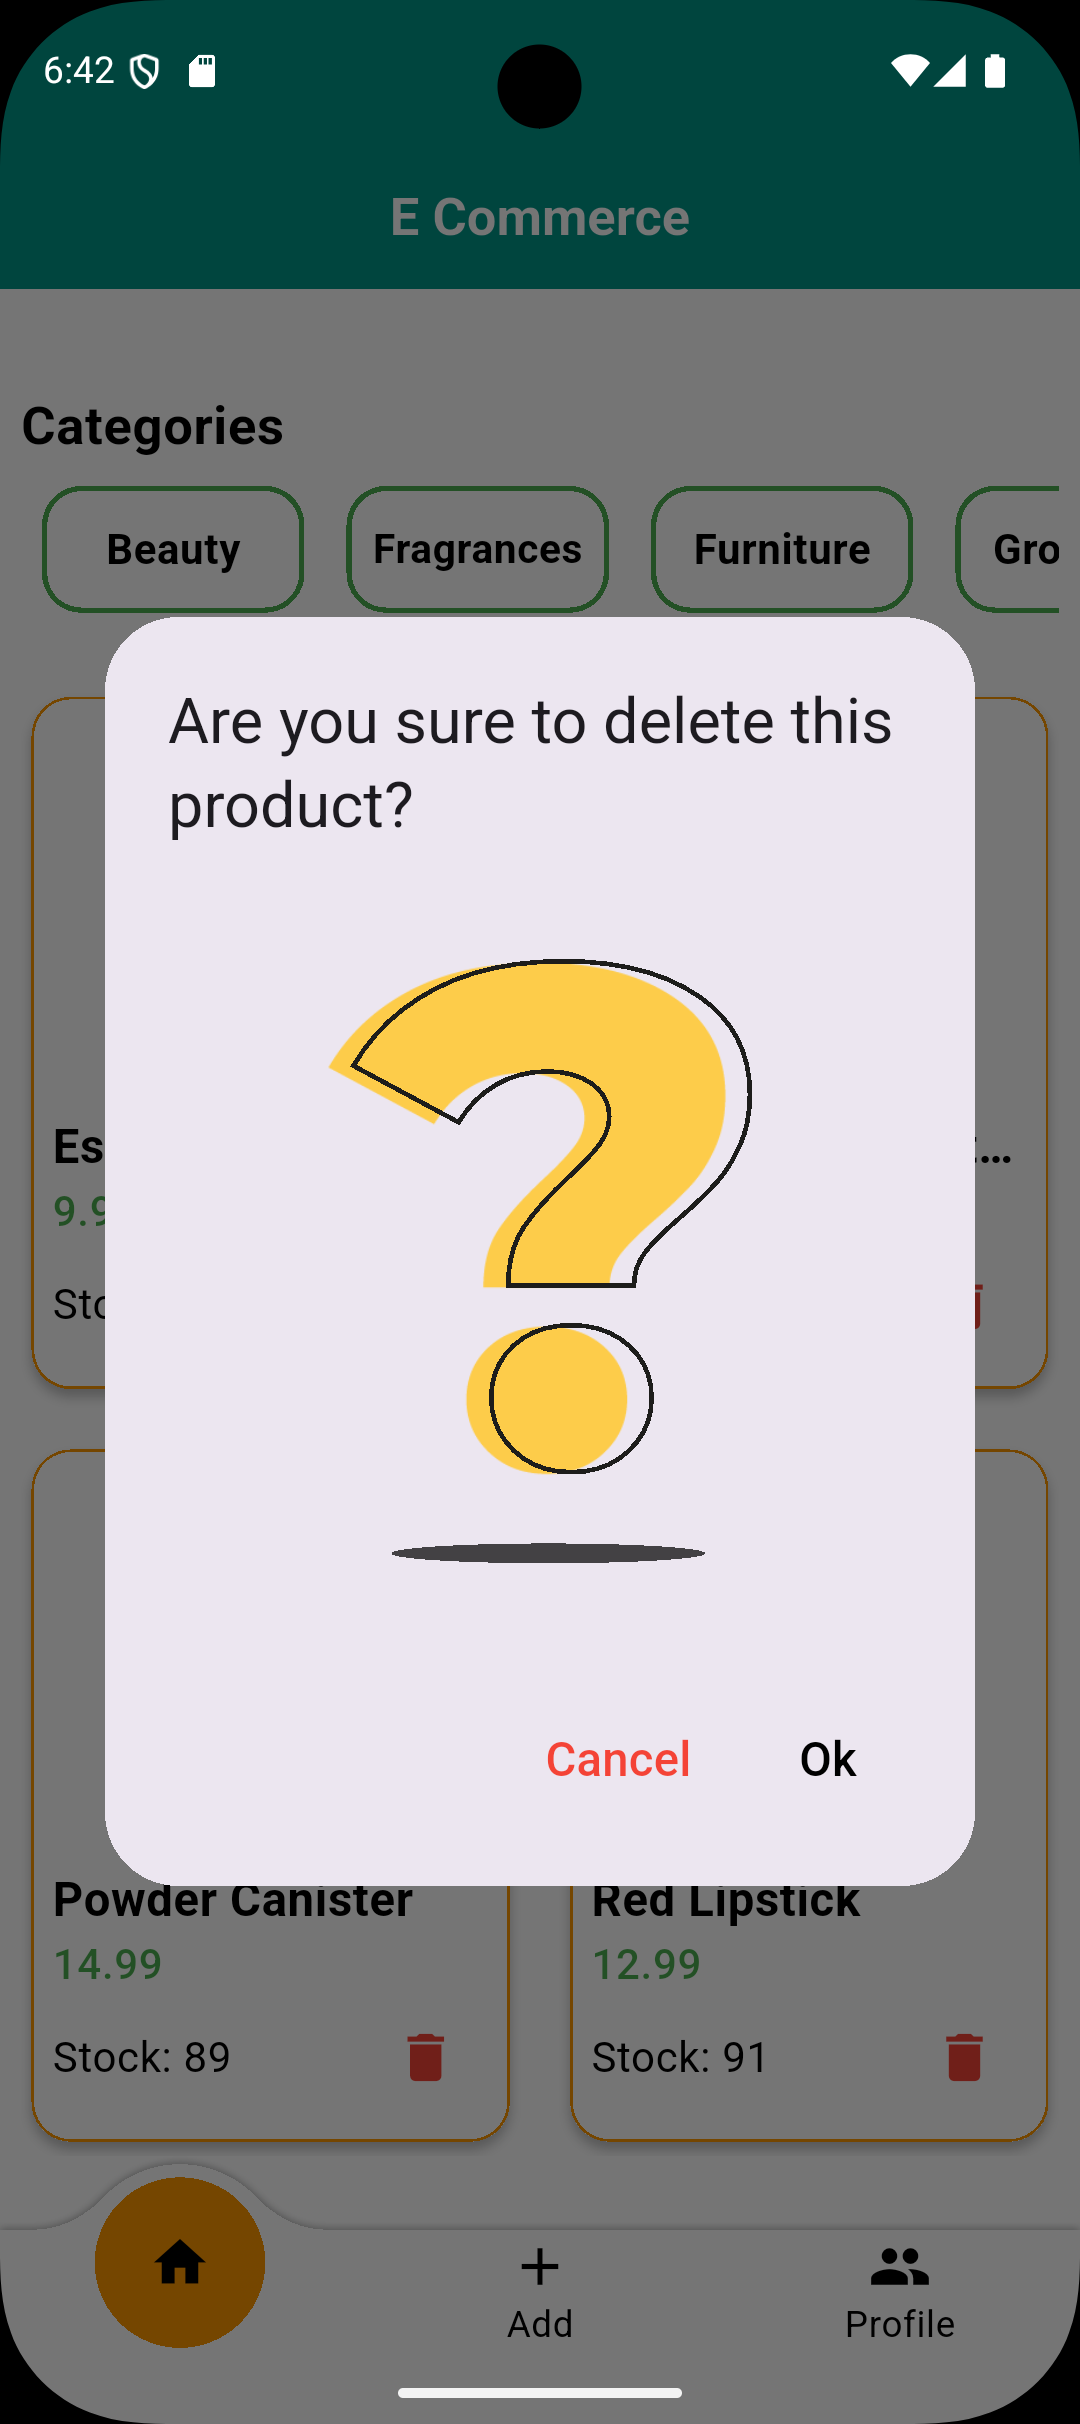 6:42
E Commerce
Categories
Beauty
Fragrances
Furniture
Gro
Are you sure to delete this
product?
Es
9.9
Sto
Cancel
Ok
Powder Canister
Red Lipstick
14.99
12.99
Stock: 89
Stock: 91
Add
Profile